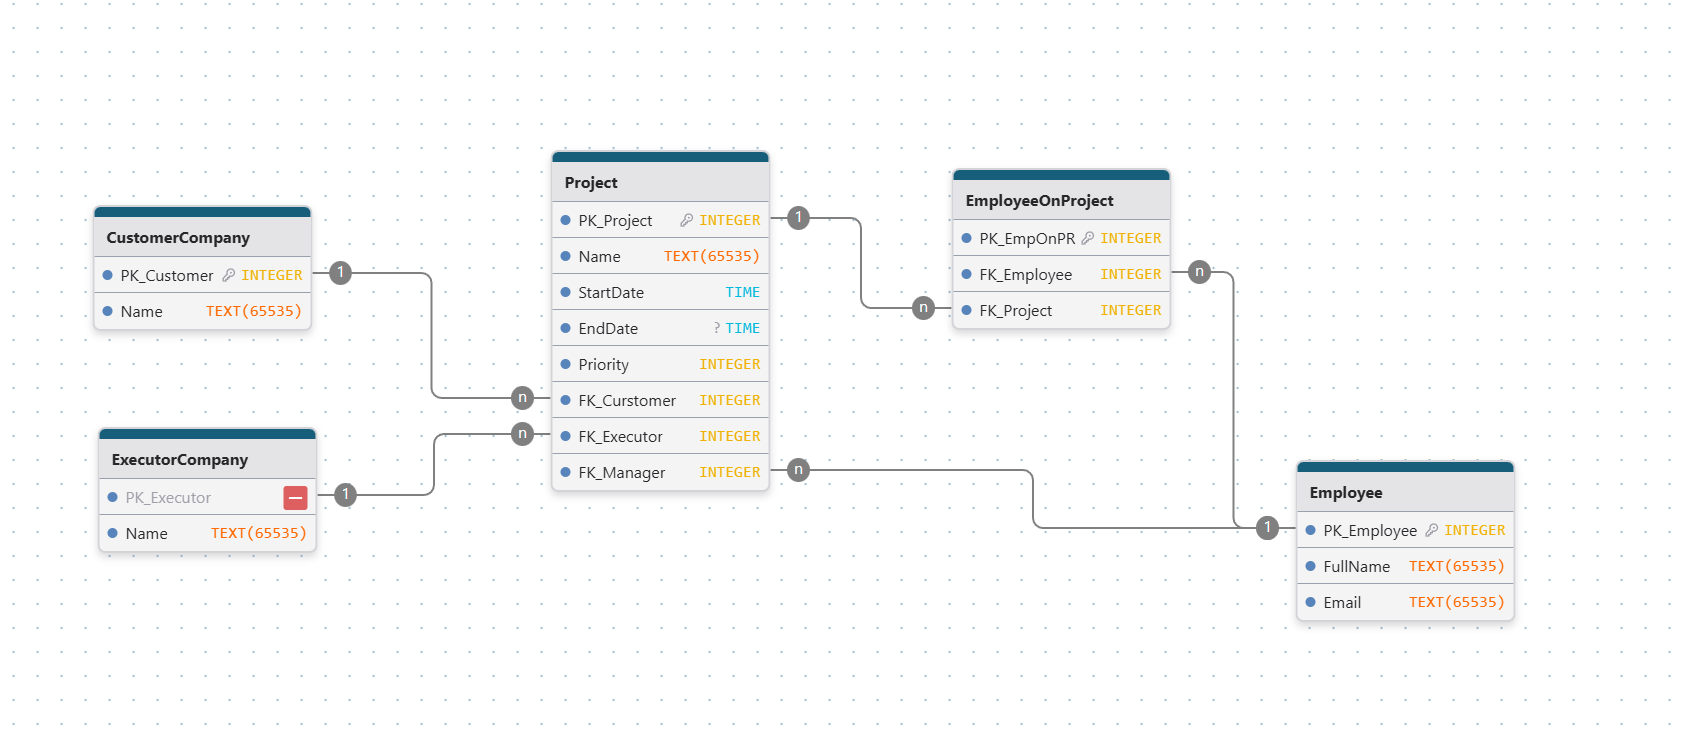 CustomerCompany
PK_Customer INTEGER
Name TEXT(65535)
ExecutorCompany
PK_Executor
Name TEXT(65535)
Project
PK_Project INTEGER
Name TEXT(65535)
StartDate TIME
EndDate ? TIME
Priority INTEGER
FK_Curstomer INTEGER
FK_Executor INTEGER
FK_Manager INTEGER
EmployeeOnProject
PK_EmpOnPR INTEGER
FK_Employee INTEGER
FK_Project INTEGER
Employee
PK_Employee INTEGER
FullName TEXT(65535)
Email TEXT(65535)
1
n
1
n
1
n
n
n
1